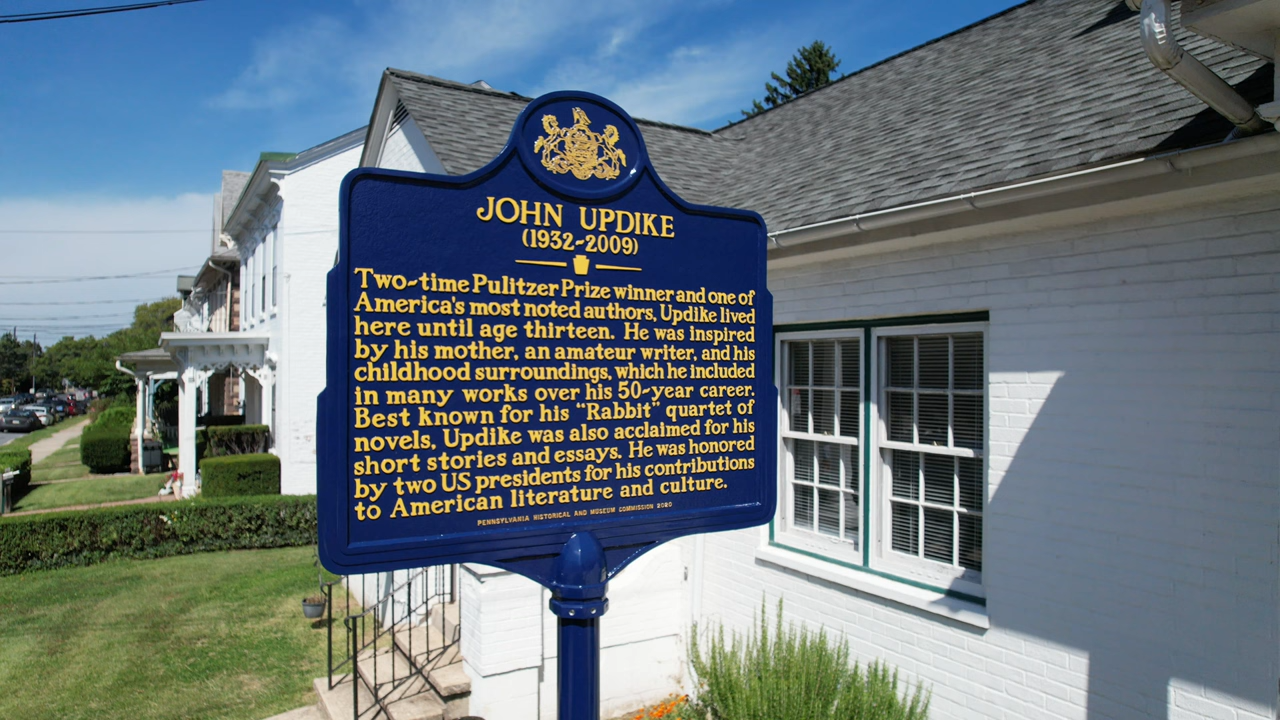 JOHN UPDIKE
(1932-2009)
Two-time Pulitzer Prize winner and one of
America's most noted authors, Updike lived
here until age thirteen. He was inspired
by his mother, an amateur writer, and his
childhood surroundings, which he included
in many works over his 50-year career.
Best known for his "Rabbit" quartet of
novels, Updike was also acclaimed for his
short stories and essays. He was honored
by two US presidents for his contributions
to American literature and culture.
PENNSYLVANIA HISTORICAL AND MUSEUM COMMISSION 2020